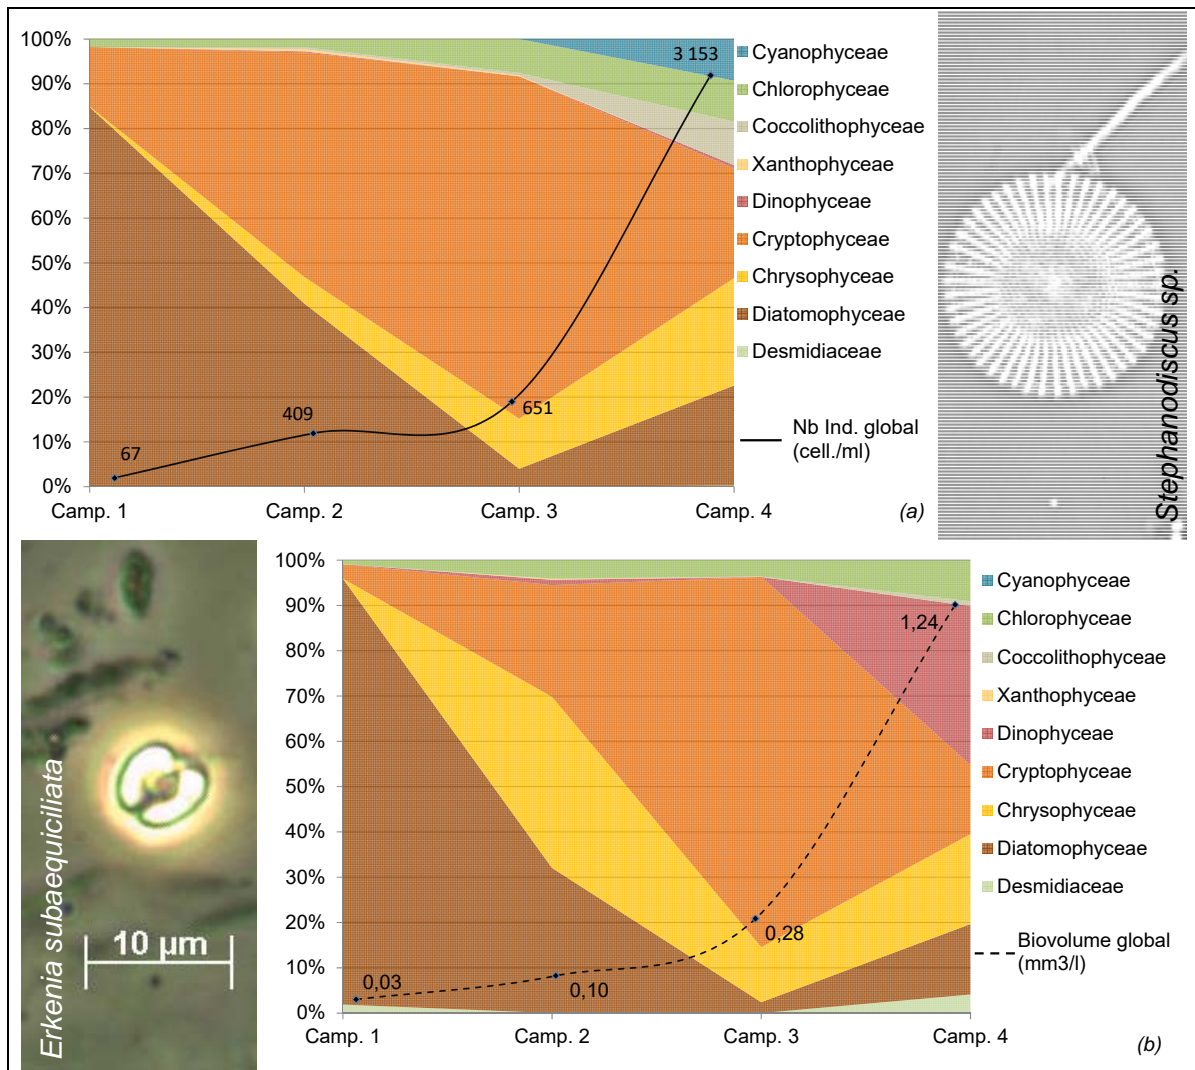 100%
90%
80%
70%
60%
50%
40%
30%
20%
10%
0%
67
409
651
3 153
Camp. 1
Camp. 2
Camp. 3
Camp. 4
Cyanophyceae
Chlorophyceae
Coccolithophyceae
Xanthophyceae
Dinophyceae
Cryptophyceae
Chrysophyceae
Diatomophyceae
Desmidiaceae
Nb Ind. global
(cell./ml)
(a)
Stephanodiscus sp.
Erkenia subaequiciliata
10 µm
100%
90%
80%
70%
60%
50%
40%
30%
20%
10%
0%
0,03
0,10
0,28
1,24
Camp. 1
Camp. 2
Camp. 3
Camp. 4
Cyanophyceae
Chlorophyceae
Coccolithophyceae
Xanthophyceae
Dinophyceae
Cryptophyceae
Chrysophyceae
Diatomophyceae
Desmidiaceae
Biovolume global
(mm3/l)
(b)